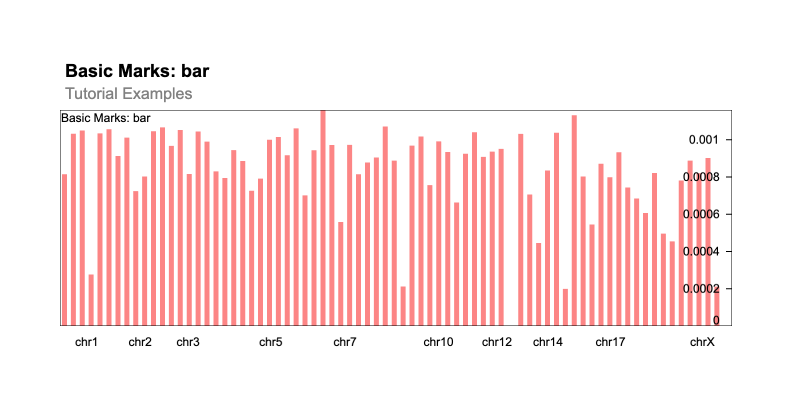 Basic Marks: bar
Tutorial Examples
Basic Marks: bar
0.001
0.0008
0.0006
0.0004
0.0002
0
chr1 chr2 chr3 chr5 chr7 chr10 chr12 chr14 chr17 chrX